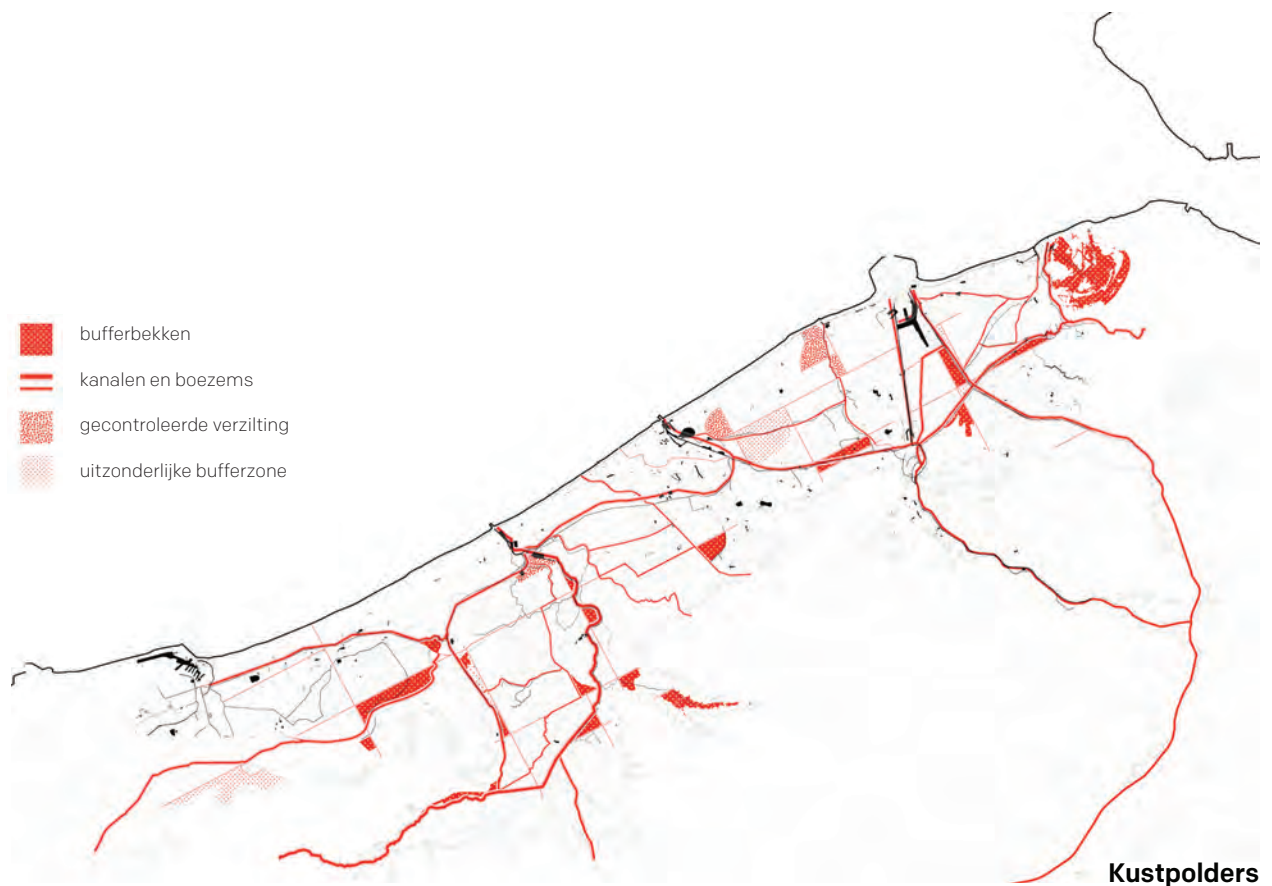 bufferbekken
kanalen en boezems
gecontroleerde verzilting
uitzonderlijke bufferzone
Kustpolders